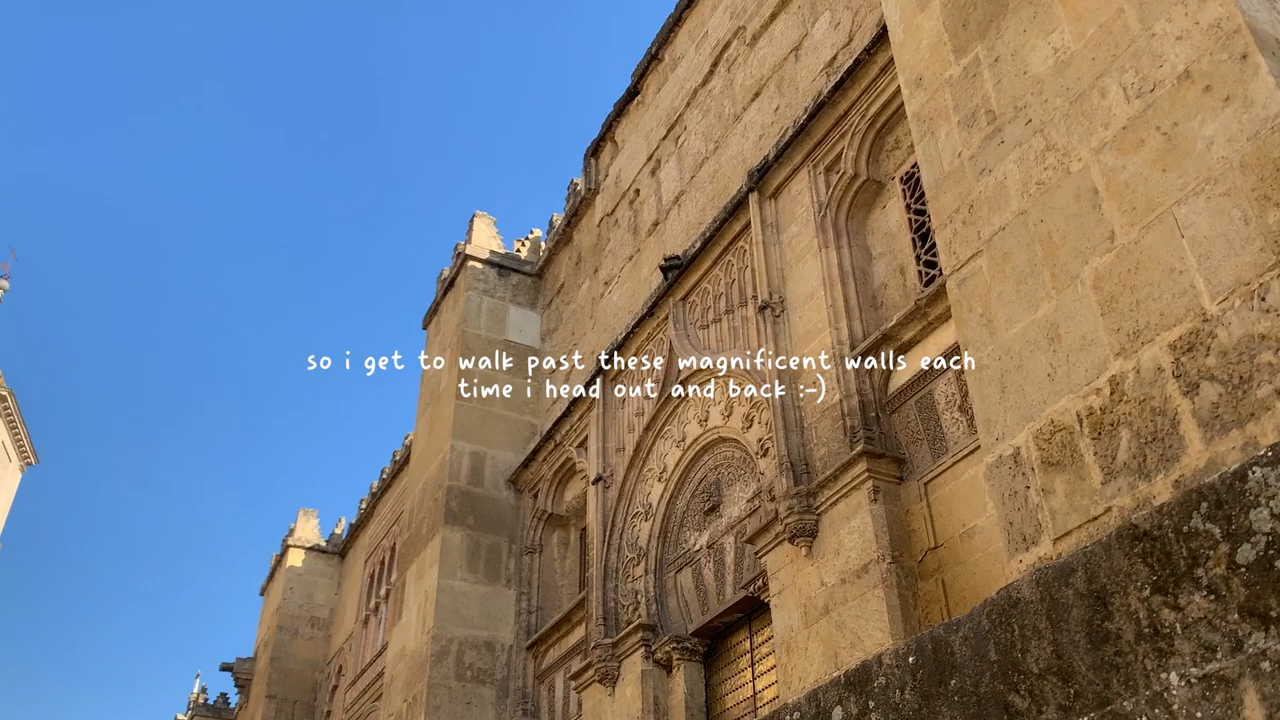 so i get to walk past these magnificent walls each
time i head out and back :-)